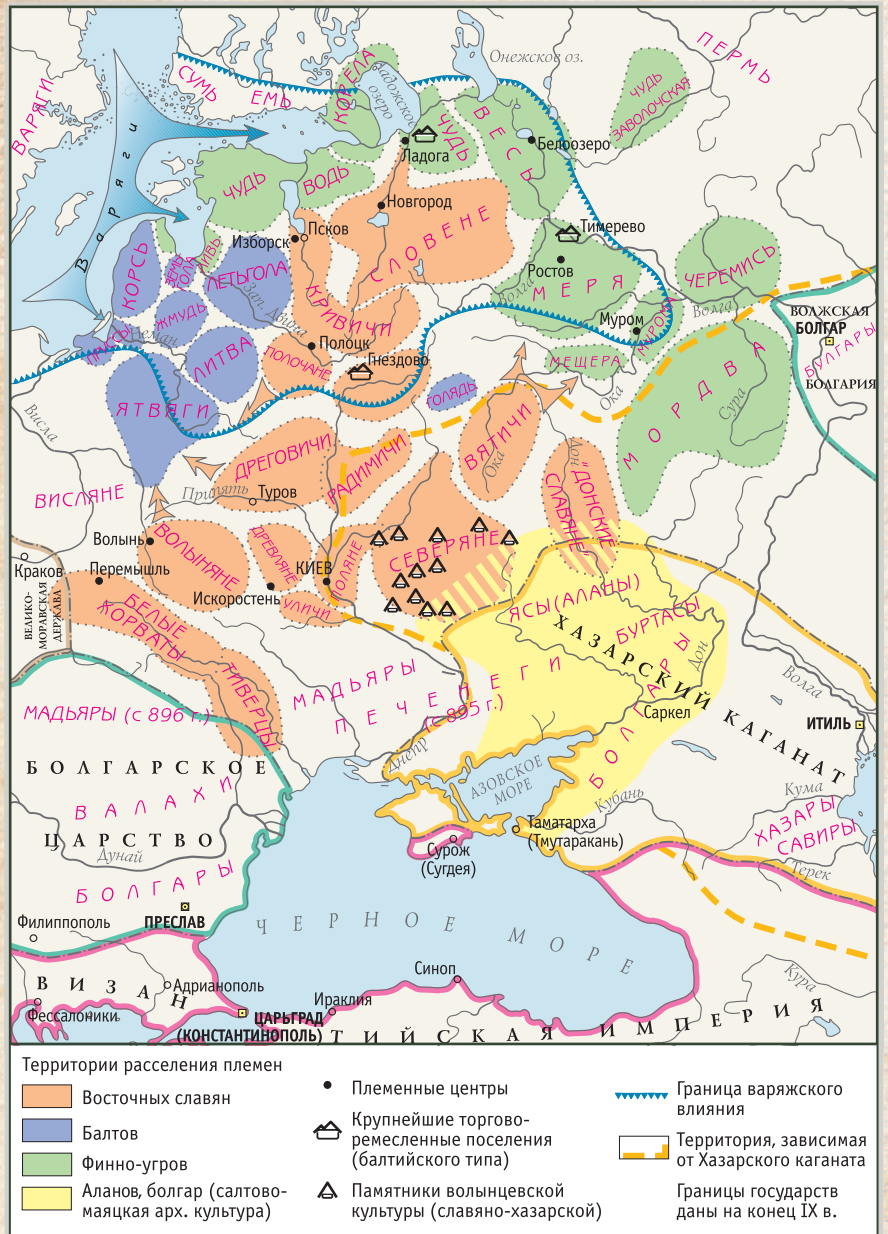 Онежское оз.
ПЕРМЬ
СУМЬ
ЕМЬ
КОРЕЛА
Ладожское
озеро
ЧУДЬ
ЗАВОЛОЧСКАЯ
ВАРЯГИ
Варяги
ЧУДЬ
ВЕСЬ
Белоозеро
Ладога
ЧУДЬ
ВОДЬ
Новгород
СЛОВЕНЕ
Псков
Изборск
Тимерево
Ростов
МЕРЯ
Волга
ЧЕРЕМИСЬ
КОРСЬ
ЛИВЬ
ЛЕТЬГОЛА
Зап. Двина
КРИВИЧИ
Муром
МУРОМА
Волга
ВОЛЖСКАЯ
БОЛГАР
БУЛГАРЫ
БОЛГАРИЯ
ЖМУДЬ
Неман
ЛИТВА
Полоцк
ПОЛОЧАНЕ
Гнездово
МЕЩЕРА
МОРДВА
Сура
Ока
ГОЛЯДЬ
ЯТВЯГИ
Висла
ДРЕГОВИЧИ
РАДИМИЧИ
ВЯТИЧИ
Ока
Дон
"ДОНСКИЕ
СЛАВЯНЕ"
ВИСЛЯНЕ
Припять
Туров
Волынь
ВОЛЫНЯНЕ
ДРЕВЛЯНЕ
КИЕВ
ПОЛЯНЕ
СЕВЕРЯНЕ
Краков
Перемышль
Искоростень
УЛИЧИ
ВЕЛИКО-
МОРАВСКАЯ
ДЕРЖАВА
БЕЛЫЕ
ХОРВАТЫ
ТИВЕРЦЫ
ЯСЫ (АЛАНЫ)
БУРТАСЫ
ХАЗАРСКИЙ КАГАНАТ
БОЛГАРЫ
Дон
Волга
МАДЬЯРЫ
ПЕЧЕНЕГИ
(с 895 г.)
МАДЬЯРЫ (с 896 г.)
Саркел
ИТИЛЬ
БОЛГАРСКОЕ
ЦАРСТВО
ВАЛАХИ
Днепр
АЗОВСКОЕ
МОРЕ
Кубань
Кума
ХАЗАРЫ
САВИРЫ
Терек
Таматарха
(Тмутаракань)
Сурож
(Сугдея)
Дунай
БОЛГАРЫ
ПРЕСЛАВ
Филиппополь
ЧЕРНОЕ МОРЕ
Синоп
Ираклия
Кура
Адрианополь
Фессалоники
ЦАРЬГРАД
(КОНСТАНТИНОПОЛЬ)
ВИЗАНТИЙСКАЯ ИМПЕРИЯ
Территории расселения племен
Восточных славян
Балтов
Финно-угров
Аланов, болгар (салтово-
маяцкая арх. культура)
Племенные центры
Крупнейшие торгово-
ремесленные поселения
(балтийского типа)
Памятники волынцевской
культуры (славяно-хазарской)
Граница варяжского
влияния
Территория, зависимая
от Хазарского каганата
Границы государств
даны на конец IX в.